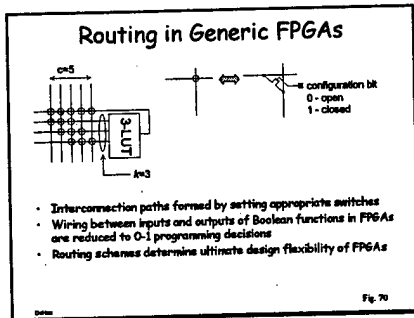 Routing in Generic FPGAs
c=5
3-LUT
k=3
configuration bit
0 - open
1 - closed
• Interconnection paths formed by setting appropriate switches
• Wiring between inputs and outputs of Boolean functions in FPGAs
are reduced to 0-1 programming decisions
• Routing schemes determine ultimate design flexibility of FPGAs
Fig. 70